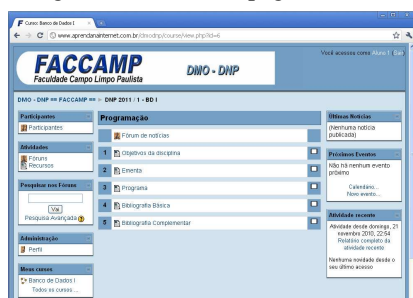 Curso: Banco de Dados I
www.aprendanainternet.com.br/dmodnp/course/view.php?id=6
Você acessou como Aluno 1 (Sair)
FACCAMP
Faculdade Campo Limpo Paulista
DMO - DNP
DMO - DNP == FACCAMP == ► DNP 2011 / 1 - BD I
Participantes
Participantes
Atividades
Fóruns
Recursos
Pesquisar nos Fóruns
Vai
Pesquisa Avançada
Administração
Perfil
Meus cursos
Banco de Dados I
Todos os cursos ...
Programação
Fórum de notícias
1 Objetivos da disciplina
2 Ementa
3 Programa
4 Bibliografia Básica
5 Bibliografia Complementar
Últimas Notícias
(Nenhuma notícia
publicada)
Próximos Eventos
Não há nenhum evento
próximo
Calendário...
Novo evento...
Atividade recente
Atividade desde domingo, 21
novembro 2010, 22:54
Relatório completo da
atividade recente
Nenhuma novidade desde o
seu último acesso